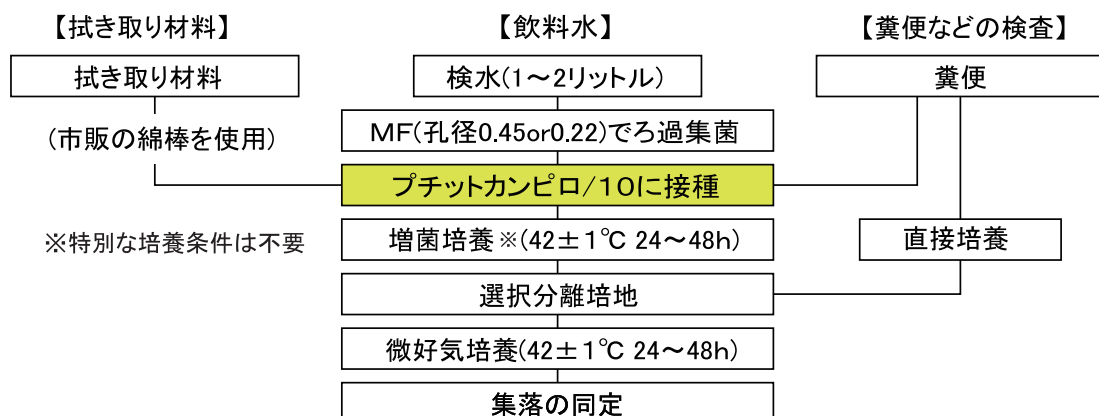 【拭き取り材料】
【飲料水】
【糞便などの検査】
拭き取り材料
検水(1～2リットル)
糞便
(市販の綿棒を使用)
MF(孔径0.45or0.22)でろ過集菌
プチットカンピロ/10に接種
※特別な培養条件は不要
増菌培養※(42±1℃ 24～48h)
直接培養
選択分離培地
微好気培養(42±1℃ 24～48h)
集落の同定